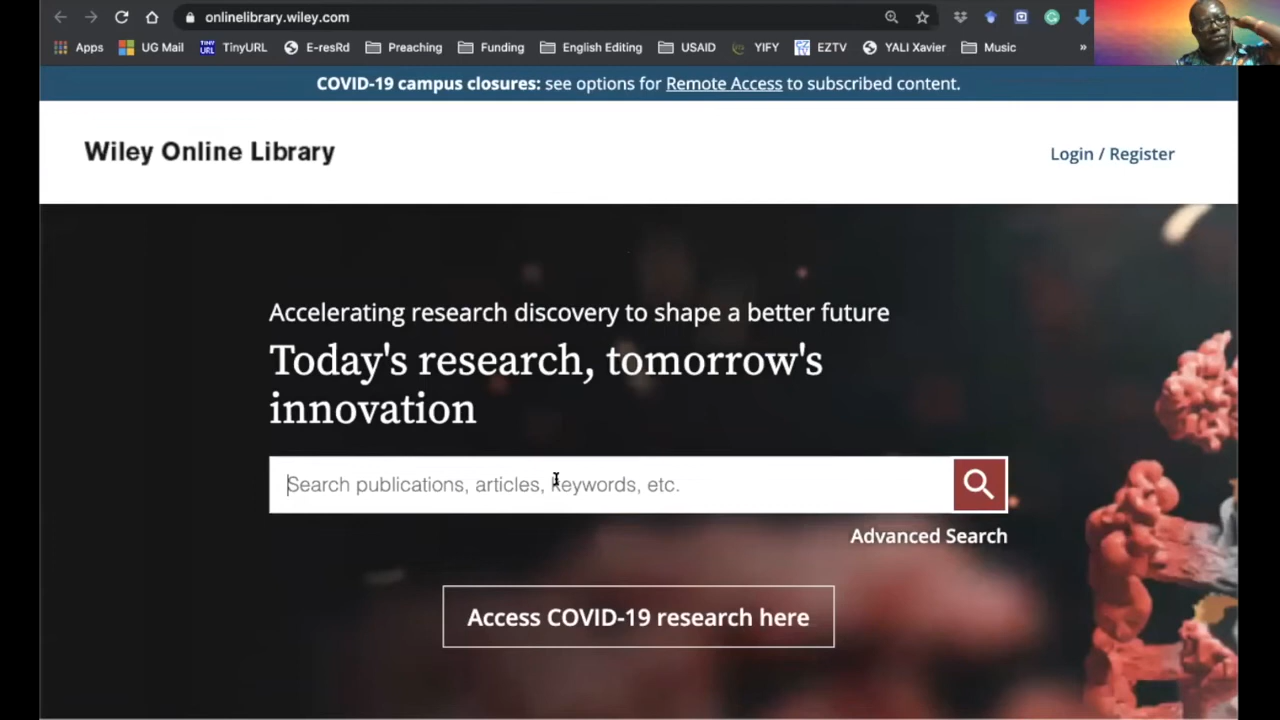 onlinelibrary.wiley.com
Apps UG Mail TINY URL TinyURL E-resRd Preaching Funding English Editing USAID YIFY EZTV YALI Xavier Music »
COVID-19 campus closures: see options for Remote Access to subscribed content.
Wiley Online Library
Login / Register
Accelerating research discovery to shape a better future
Today's research, tomorrow's
innovation
Search publications, articles, keywords, etc.
Advanced Search
Access COVID-19 research here